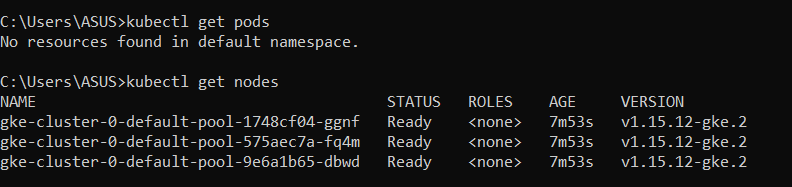 C:\Users\ASUS>kubectl get pods
No resources found in default namespace.
C:\Users\ASUS>kubectl get nodes
NAME STATUS ROLES AGE VERSION
gke-cluster-0-default-pool-1748cf04-ggnf Ready <none> 7m53s v1.15.12-gke.2
gke-cluster-0-default-pool-575aec7a-fq4m Ready <none> 7m53s v1.15.12-gke.2
gke-cluster-0-default-pool-9e6a1b65-dbwd Ready <none> 7m53s v1.15.12-gke.2